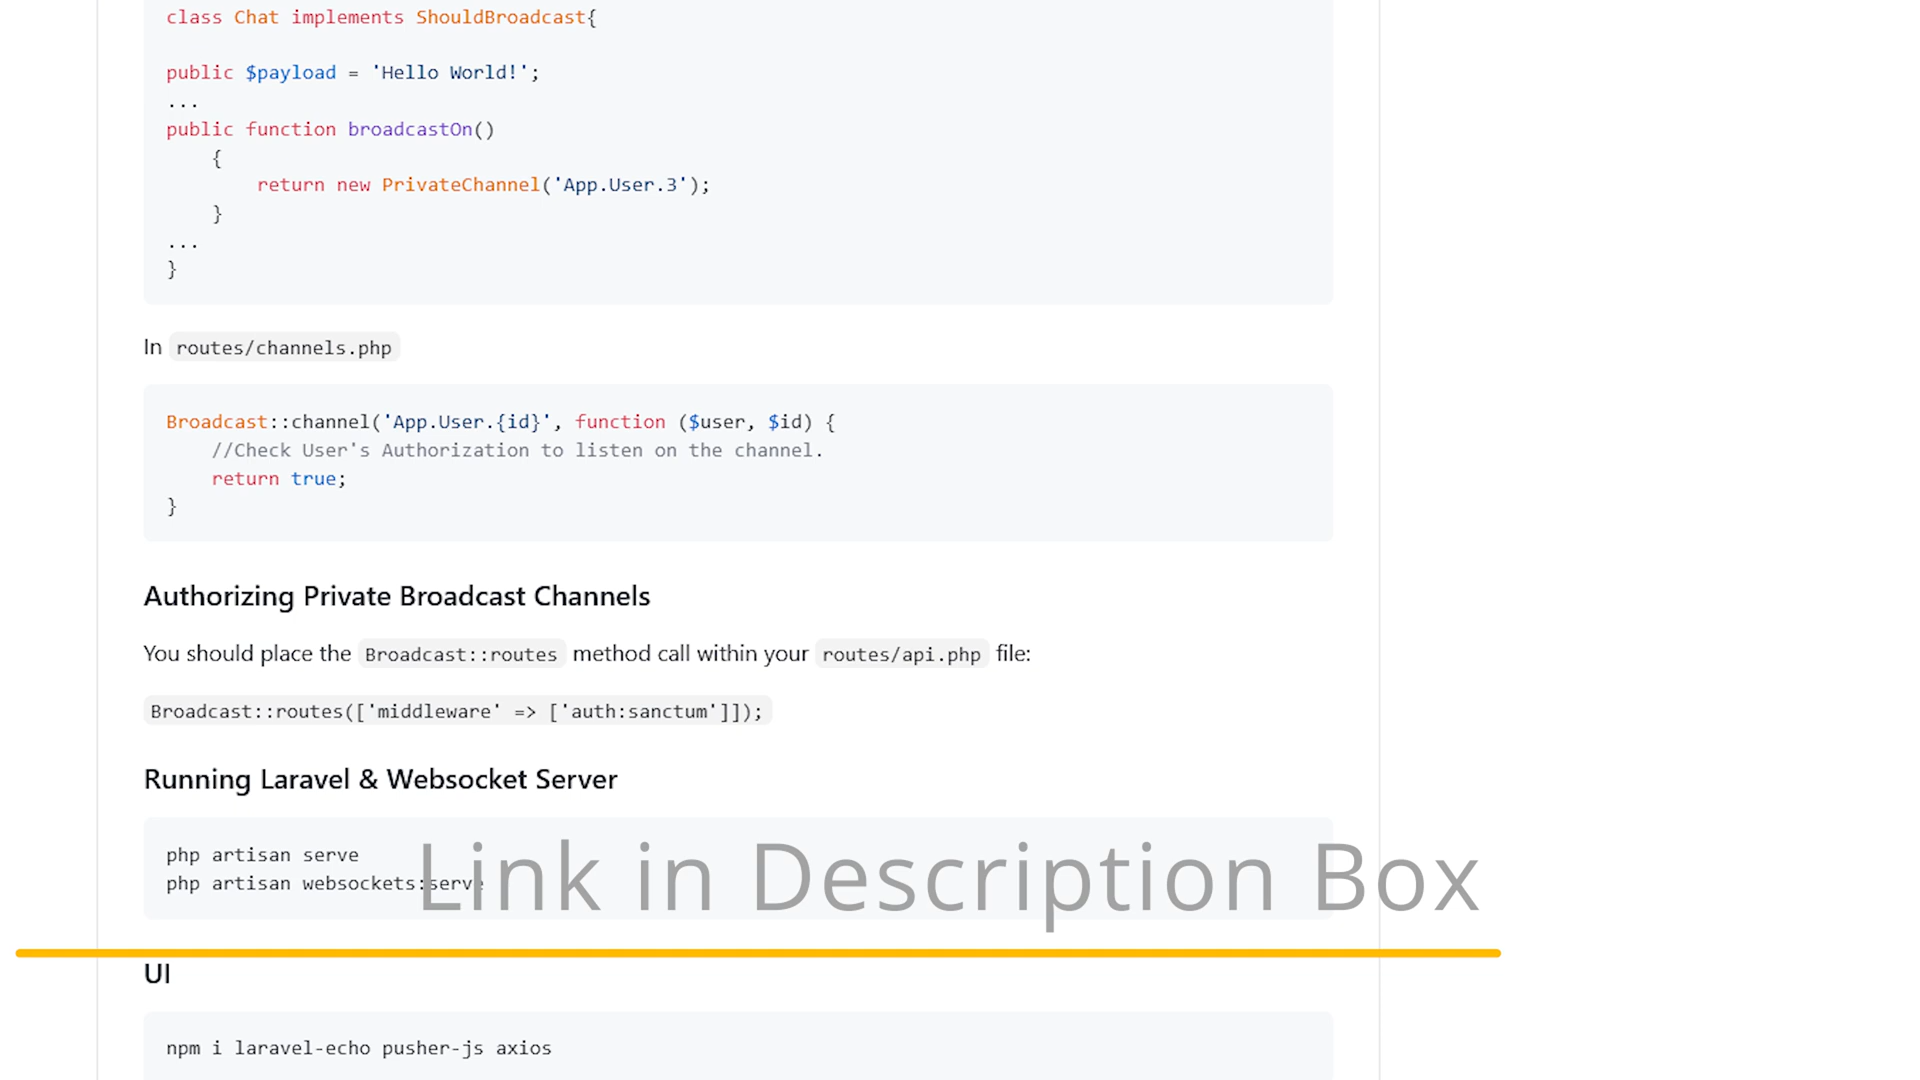 class Chat implements ShouldBroadcast{
public $payload = 'Hello World!';
...
public function broadcastOn()
{
return new PrivateChannel('App.User.3');
}
...
}
In routes/channels.php
Broadcast::channel('App.User.{id}', function ($user, $id) {
//Check User's Authorization to listen on the channel.
return true;
}
Authorizing Private Broadcast Channels
You should place the Broadcast::routes method call within your routes/api.php file:
Broadcast::routes(['middleware' => ['auth:sanctum']]);
Running Laravel & Websocket Server
php artisan serve
php artisan websockets:serve
Link in Description Box
UI
npm i laravel-echo pusher-js axios